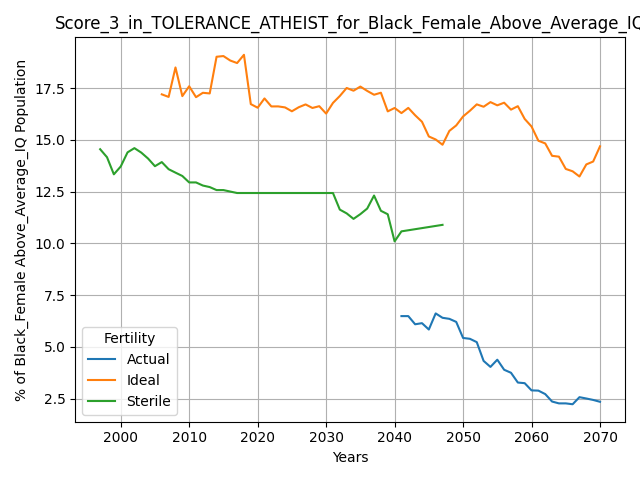 Score_3_in_TOLERANCE_ATHEIST_for_Black_Female_Above_Average_IQ
% of Black_Female Above_Average_IQ Population
17.5
15.0
12.5
10.0
7.5
5.0
2.5
Fertility
Actual
Ideal
Sterile
2000 2010 2020 2030 2040 2050 2060 2070
Years